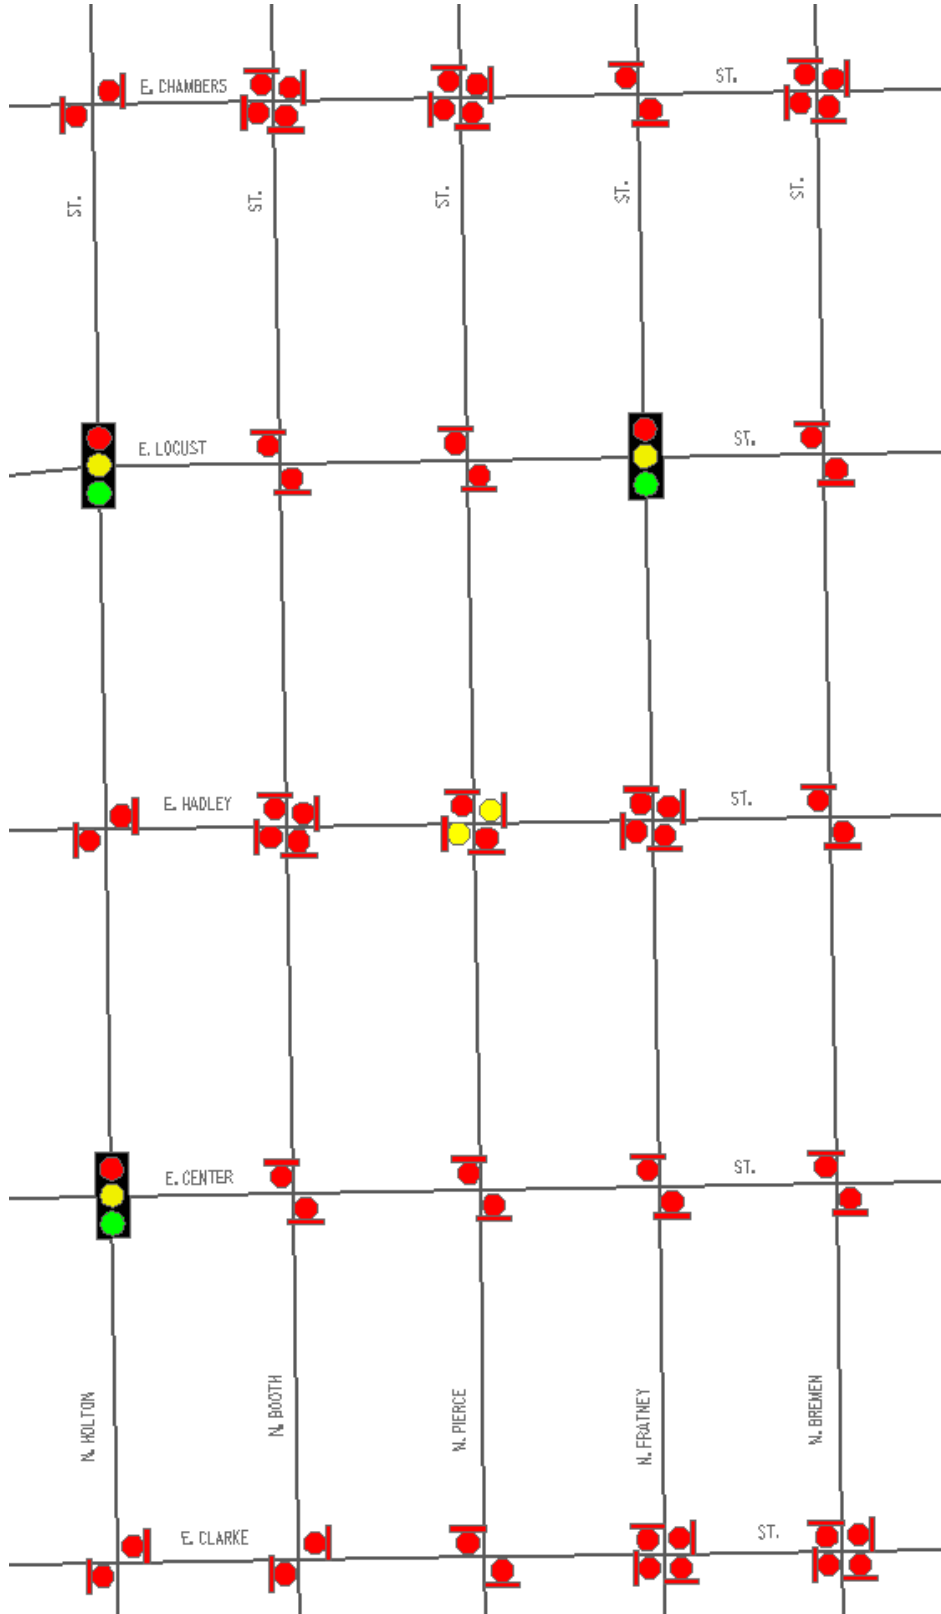 E. CHAMBERS ST.
ST. ST. ST. ST. ST.
E. LOCUST ST.
E. HADLEY ST.
E. CENTER ST.
N. HOLTON N. BOOTH N. PIERCE N. FRATNEY N. BREMEN
E. CLARKE ST.